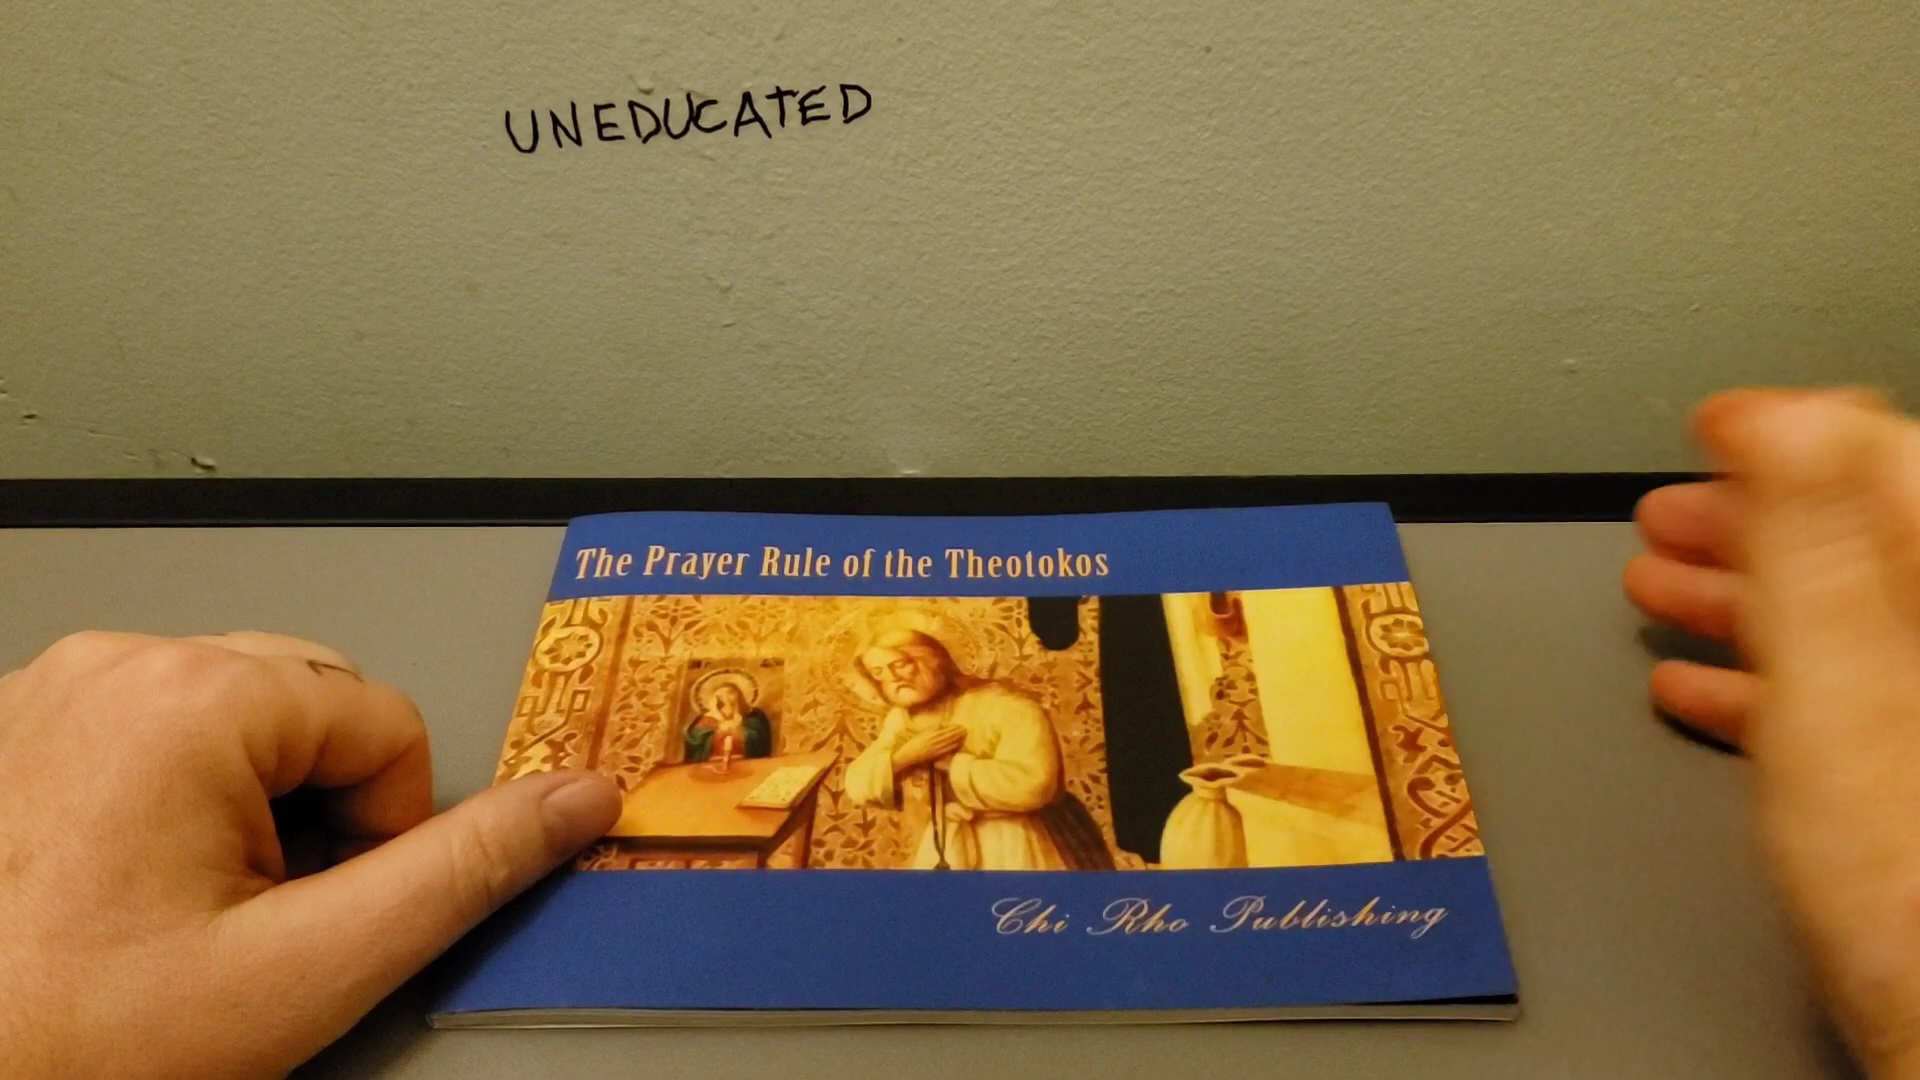 UNEDUCATED
The Prayer Rule of the Theotokos
Chi Rho Publishing